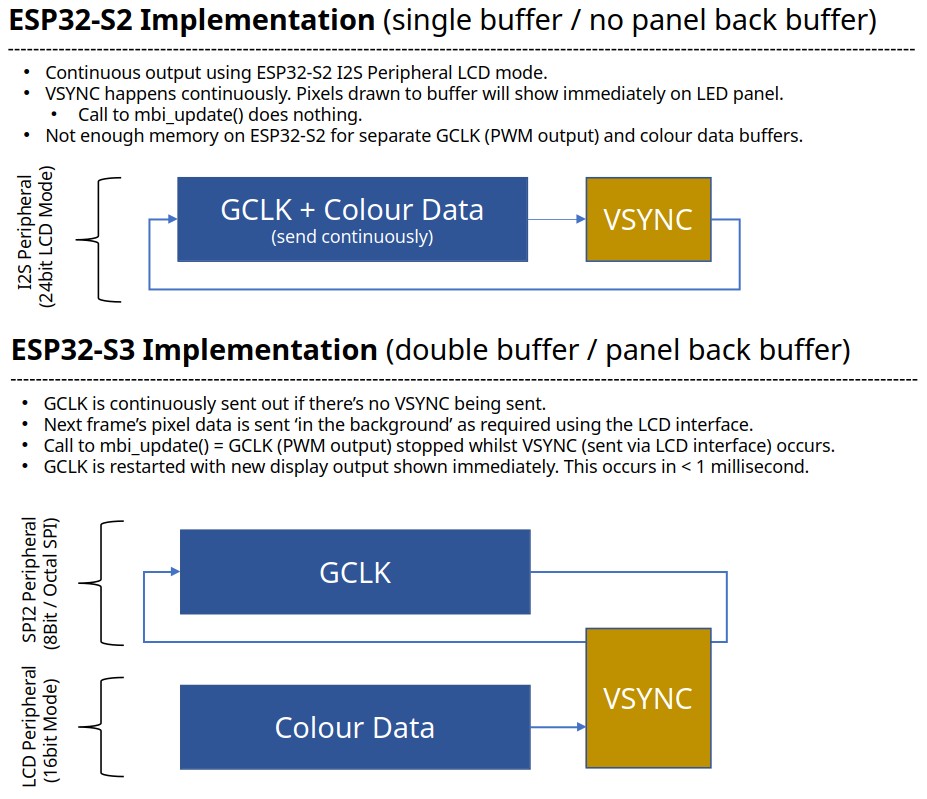 ESP32-S2 Implementation (single buffer / no panel back buffer)
--------------------------------------------------------------------------------
• Continuous output using ESP32-S2 I2S Peripheral LCD mode.
• VSYNC happens continuously. Pixels drawn to buffer will show immediately on LED panel.
• Call to mbi_update() does nothing.
• Not enough memory on ESP32-S2 for separate GCLK (PWM output) and colour data buffers.
I2S Peripheral
(24bit LCD Mode)
GCLK + Colour Data
(send continuously)
VSYNC
ESP32-S3 Implementation (double buffer / panel back buffer)
--------------------------------------------------------------------------------
• GCLK is continuously sent out if there’s no VSYNC being sent.
• Next frame’s pixel data is sent ‘in the background’ as required using the LCD interface.
• Call to mbi_update() = GCLK (PWM output) stopped whilst VSYNC (sent via LCD interface) occurs.
• GCLK is restarted with new display output shown immediately. This occurs in < 1 millisecond.
SPI2 Peripheral
(8Bit / Octal SPI)
GCLK
LCD Peripheral
(16bit Mode)
Colour Data
VSYNC